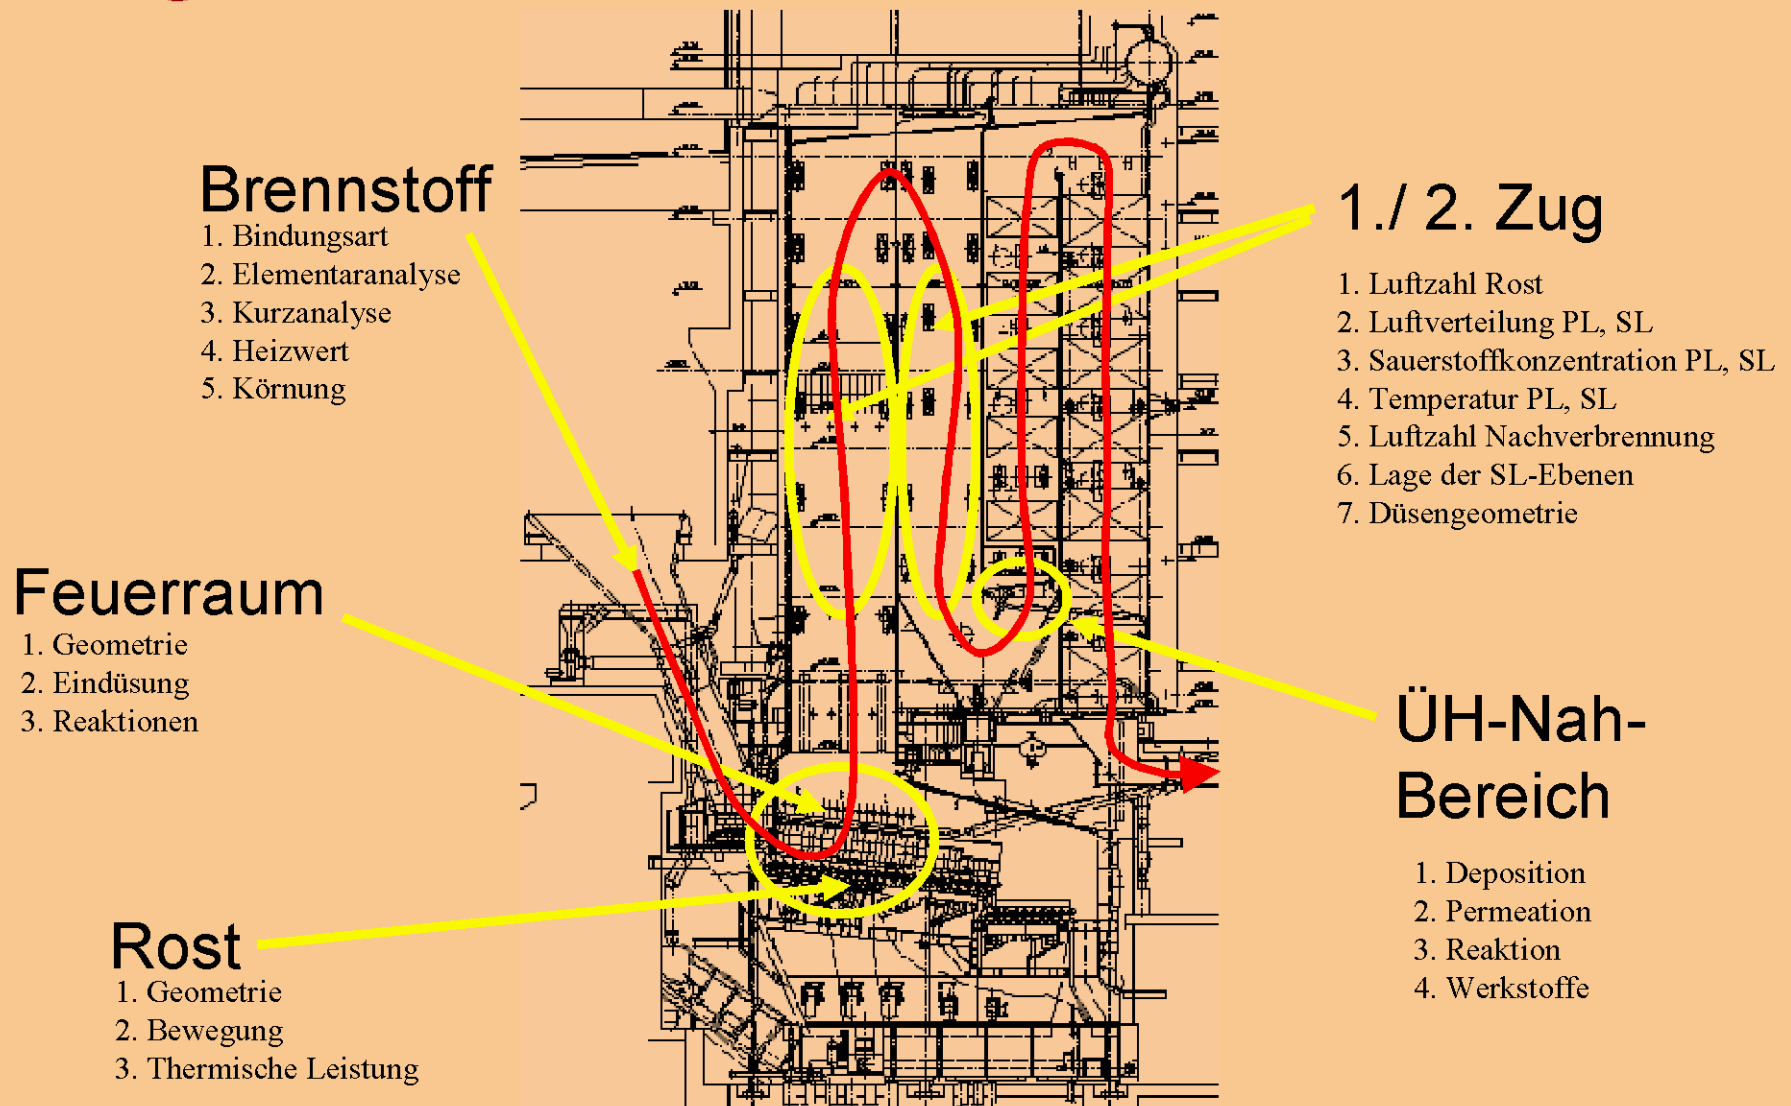 Brennstoff
1. Bindungsart
2. Elementaranalyse
3. Kurzanalyse
4. Heizwert
5. Körnung
Feuerraum
1. Geometrie
2. Eindüsung
3. Reaktionen
Rost
1. Geometrie
2. Bewegung
3. Thermische Leistung
1./ 2. Zug
1. Luftzahl Rost
2. Luftverteilung PL, SL
3. Sauerstoffkonzentration PL, SL
4. Temperatur PL, SL
5. Luftzahl Nachverbrennung
6. Lage der SL-Ebenen
7. Düsengeometrie
ÜH-Nah-
Bereich
1. Deposition
2. Permeation
3. Reaktion
4. Werkstoffe